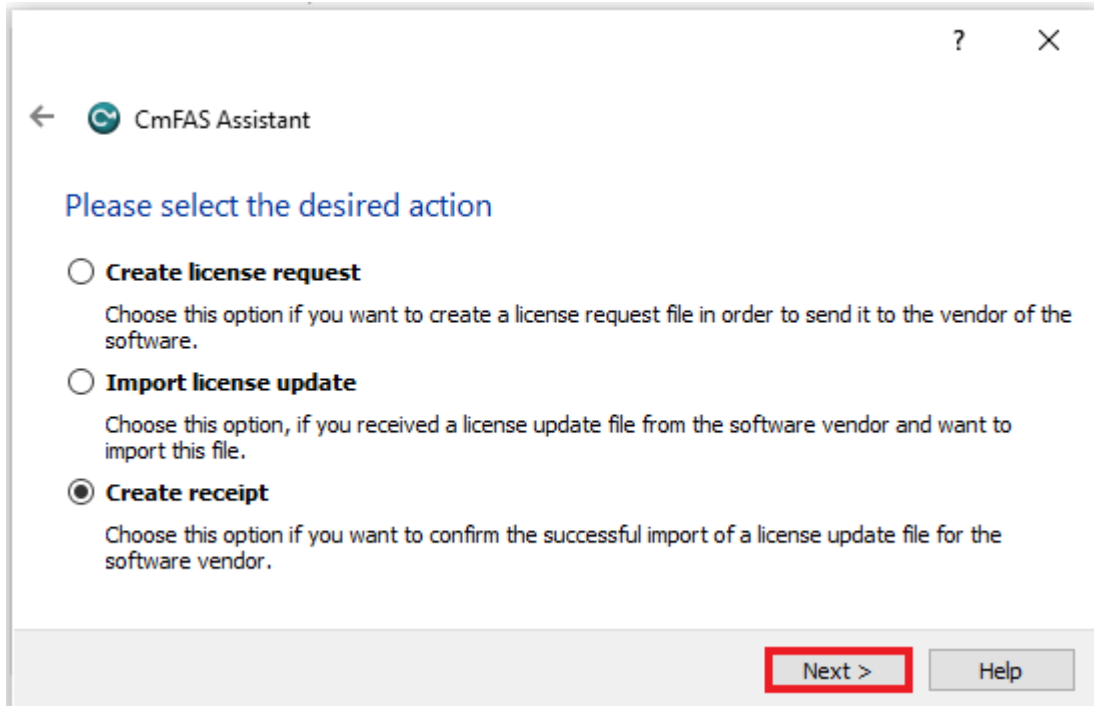 ?
CmFAS Assistant
Please select the desired action
Create license request
Choose this option if you want to create a license request file in order to send it to the vendor of the
software.
Import license update
Choose this option, if you received a license update file from the software vendor and want to
import this file.
Create receipt
Choose this option if you want to confirm the successful import of a license update file for the
software vendor.
Next > Help